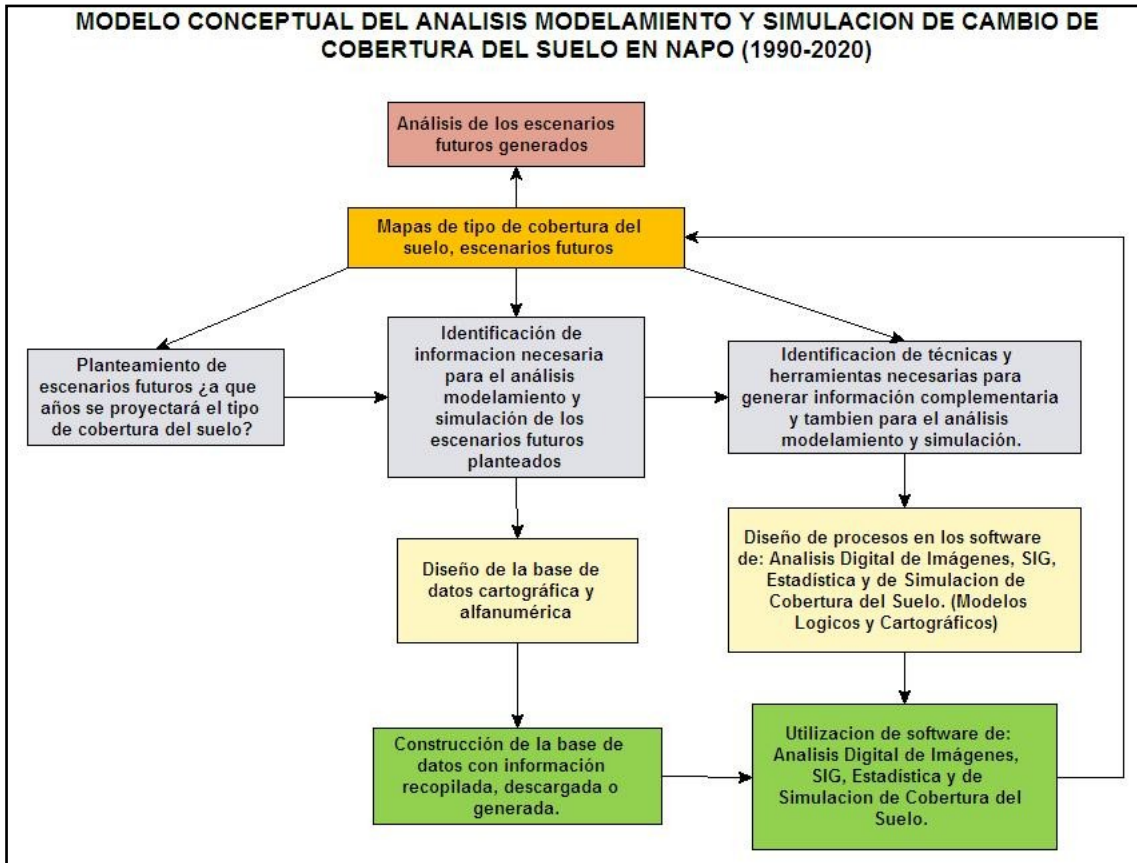 MODELO CONCEPTUAL DEL ANALISIS MODELAMIENTO Y SIMULACION DE CAMBIO DE
COBERTURA DEL SUELO EN NAPO (1990-2020)
Análisis de los escenarios
futuros generados
Mapas de tipo de cobertura del
suelo, escenarios futuros
Planteamiento de
escenarios futuros ¿a que
años se proyectará el tipo
de cobertura del suelo?
Identificación de
informacion necesaria
para el análisis
modelamiento y
simulación de los
escenarios futuros
planteados
Identificacion de técnicas y
herramientas necesarias para
generar información complementaria
y tambien para el análisis
modelamiento y simulación.
Diseño de la base de
datos cartográfica y
alfanumérica
Diseño de procesos en los software
de: Analisis Digital de Imágenes, SIG,
Estadística y de Simulacion de
Cobertura del Suelo. (Modelos
Logicos y Cartográficos)
Construcción de la base de
datos con información
recopilada, descargada o
generada.
Utilizacion de software de:
Analisis Digital de Imágenes,
SIG, Estadística y de
Simulacion de Cobertura del
Suelo.